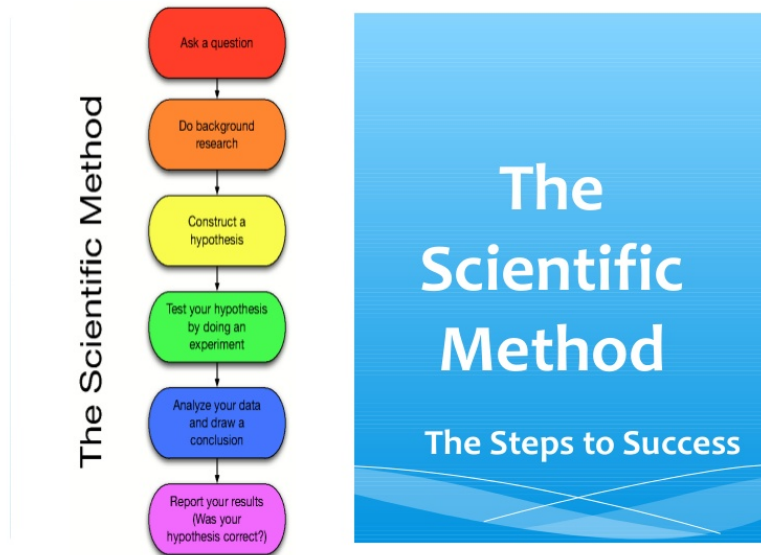 The Scientific Method
Ask a question
Do background
research
Construct a
hypothesis
Test your hypothesis
by doing an
experiment
Analyze your data
and draw a
conclusion
Report your results
(Was your
hypothesis correct?)
The
Scientific
Method
The Steps to Success